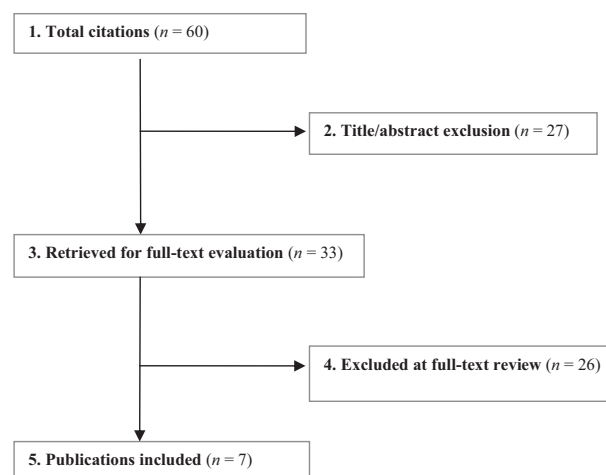 1. Total citations (n = 60)
2. Title/abstract exclusion (n = 27)
3. Retrieved for full-text evaluation (n = 33)
4. Excluded at full-text review (n = 26)
5. Publications included (n = 7)